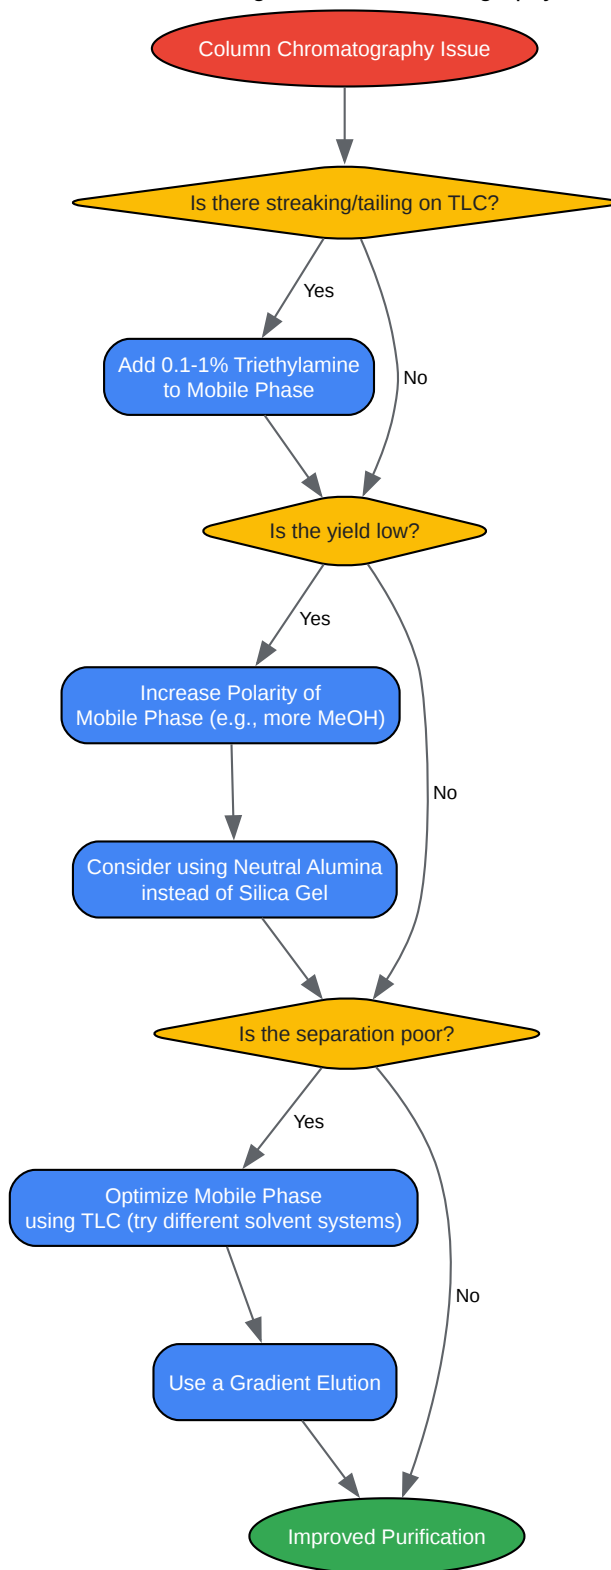 Column Chromatography Issue
Is there streaking/tailing on TLC?
Yes
Add 0.1-1% Triethylamine
to Mobile Phase
No
Is the yield low?
Yes
Increase Polarity of
Mobile Phase (e.g., more MeOH)
No
Consider using Neutral Alumina
instead of Silica Gel
Is the separation poor?
Yes
Optimize Mobile Phase
using TLC (try different solvent systems)
No
Use a Gradient Elution
Improved Purification